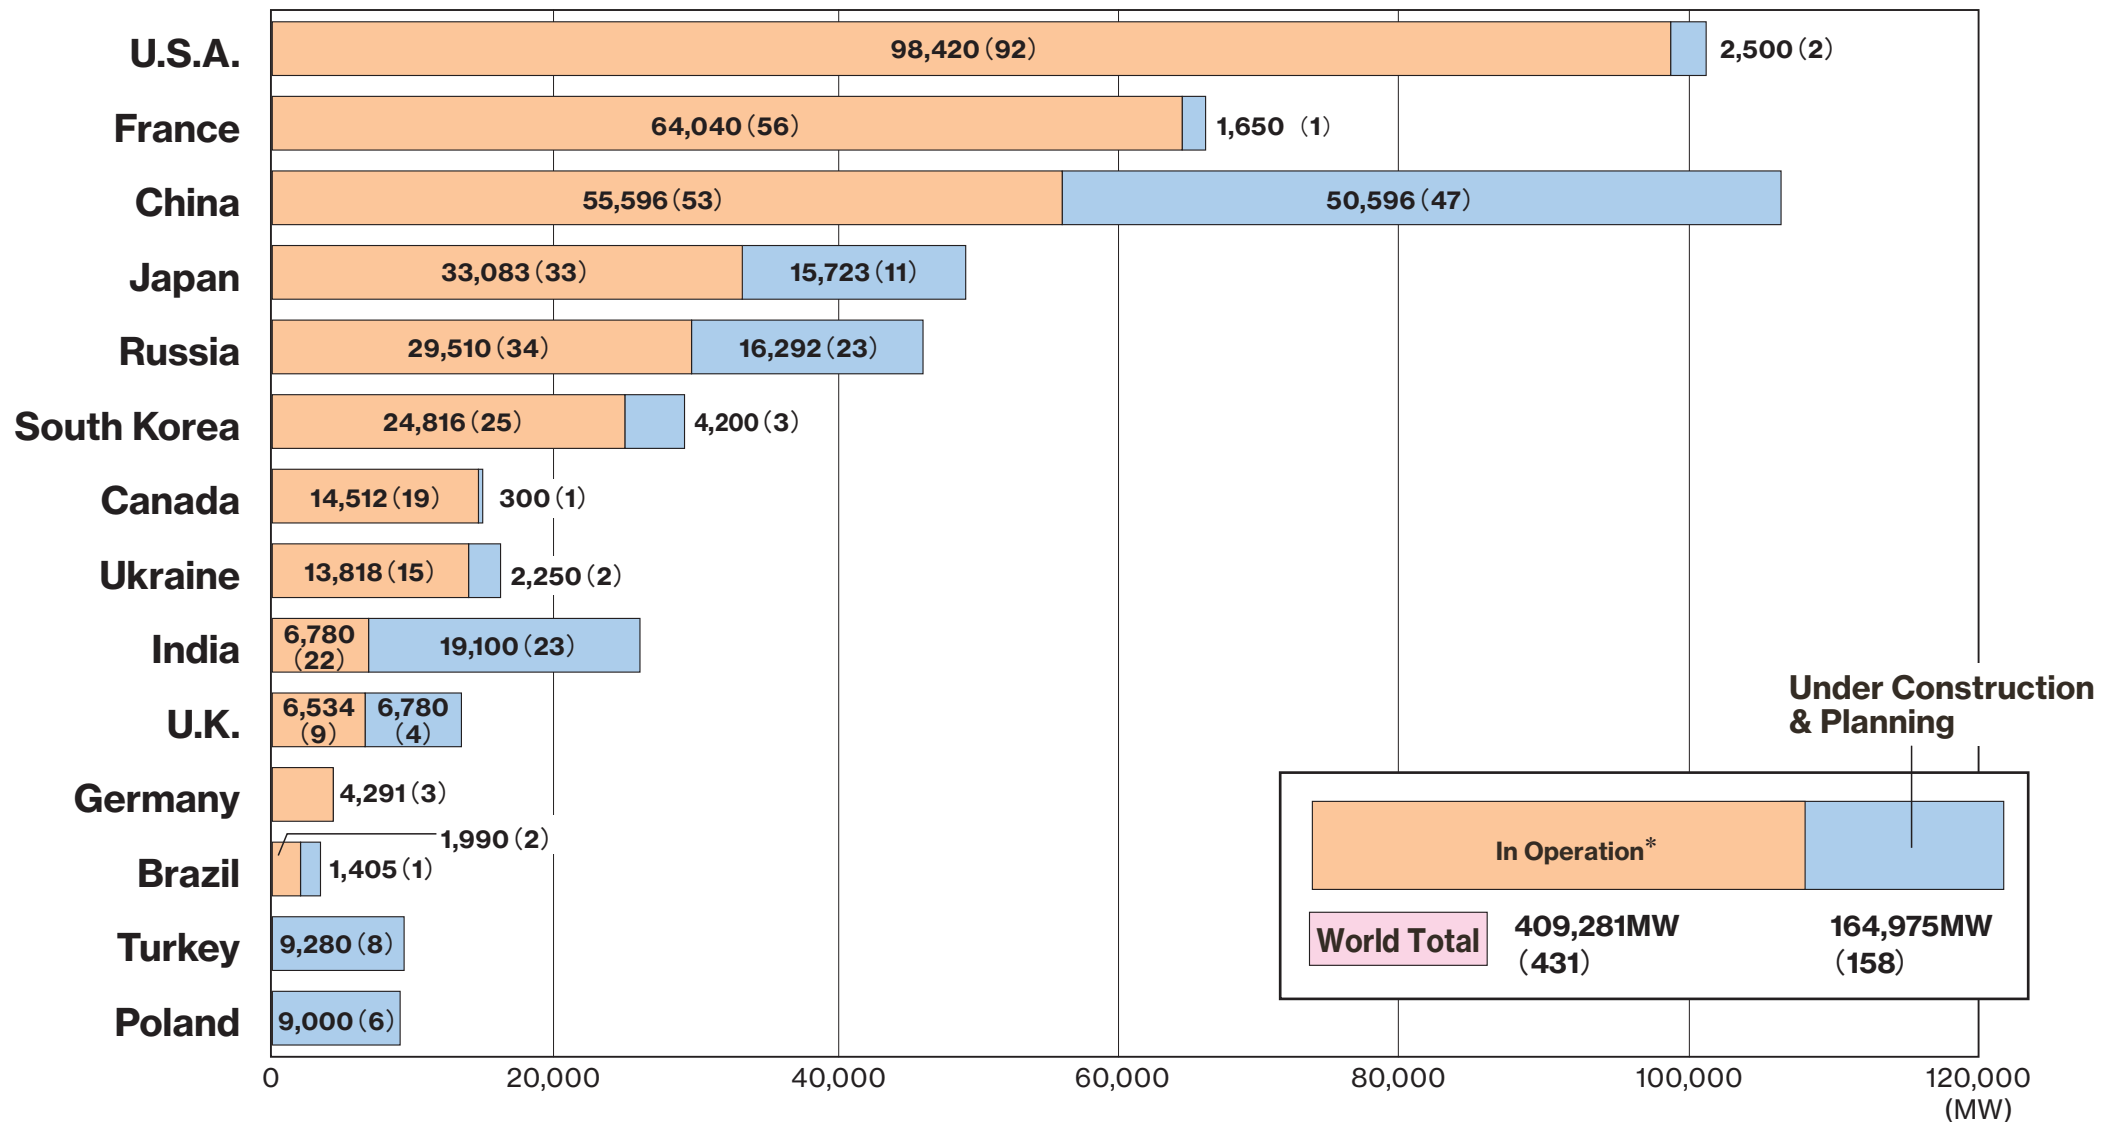 U.S.A.
98,420(92)
2,500(2)
France
64,040(56)
1,650 (1)
China
55,596(53)
50,596(47)
Japan
33,083(33)
15,723(11)
Russia
29,510(34)
16,292(23)
South Korea
24,816(25)
4,200(3)
Canada
14,512(19)
300(1)
Ukraine
13,818(15)
2,250(2)
India
6,780
(22)
19,100(23)
U.K.
6,534
(9)
6,780
(4)
Germany
4,291(3)
Brazil
1,990(2)
1,405(1)
Turkey
9,280(8)
Poland
9,000(6)
0
20,000
40,000
60,000
80,000
100,000
120,000
(MW)
Under Construction
& Planning
In Operation*
World Total
409,281MW
(431)
164,975MW
(158)